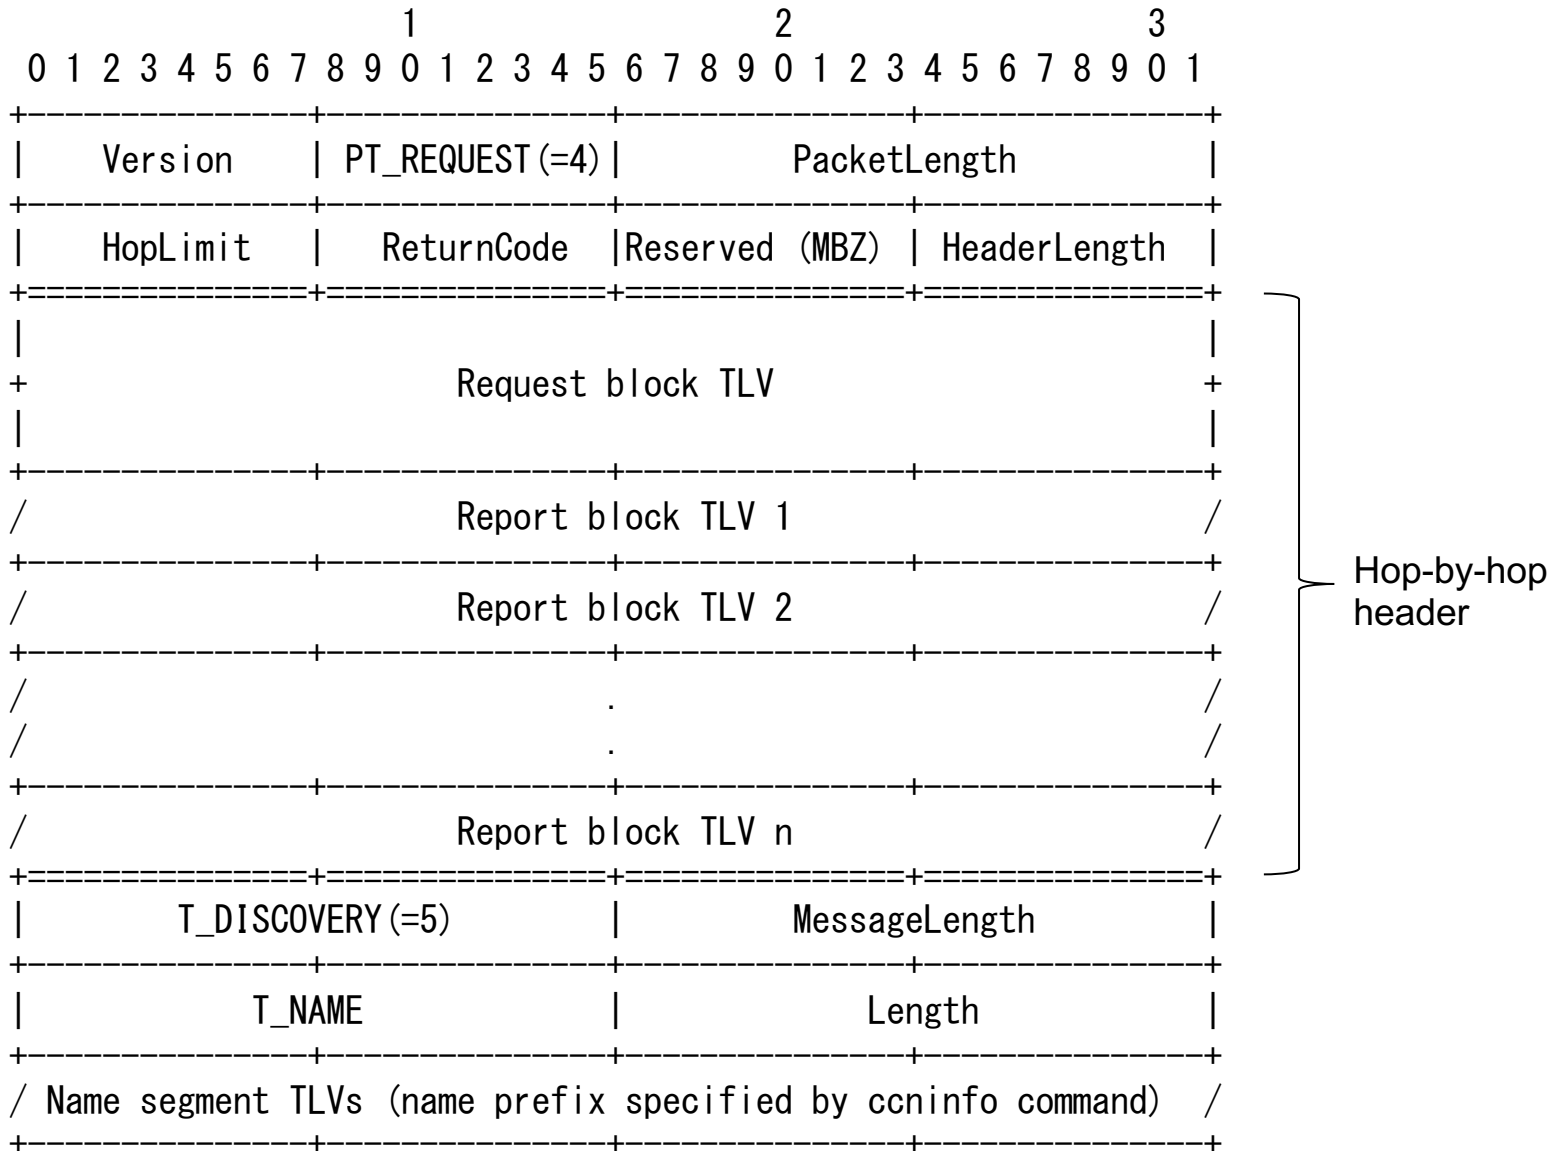 1                   2                   3
 0 1 2 3 4 5 6 7 8 9 0 1 2 3 4 5 6 7 8 9 0 1 2 3 4 5 6 7 8 9 0 1
+---------------+---------------+---------------+---------------+
|    Version    | PT_REQUEST(=4)|         PacketLength          |
+---------------+---------------+---------------+---------------+
|    HopLimit   |   ReturnCode  |Reserved (MBZ) | HeaderLength  |
+===============+===============+===============+===============+
|                                                               |
+                       Request block TLV                       +
|                                                               |
+---------------+---------------+---------------+---------------+
/                       Report block TLV 1                      /
+---------------+---------------+---------------+---------------+
Hop-by-hop
/                       Report block TLV 2                      /
header
+---------------+---------------+---------------+---------------+
/                               .                               /
/                               .                               /
+---------------+---------------+---------------+---------------+
/                       Report block TLV n                      /
+===============+===============+===============+===============+
|        T_DISCOVERY(=5)        |         MessageLength         |
+---------------+---------------+---------------+---------------+
|            T_NAME             |             Length            |
+---------------+---------------+---------------+---------------+
/ Name segment TLVs (name prefix specified by ccninfo command)  /
+---------------+---------------+---------------+---------------+